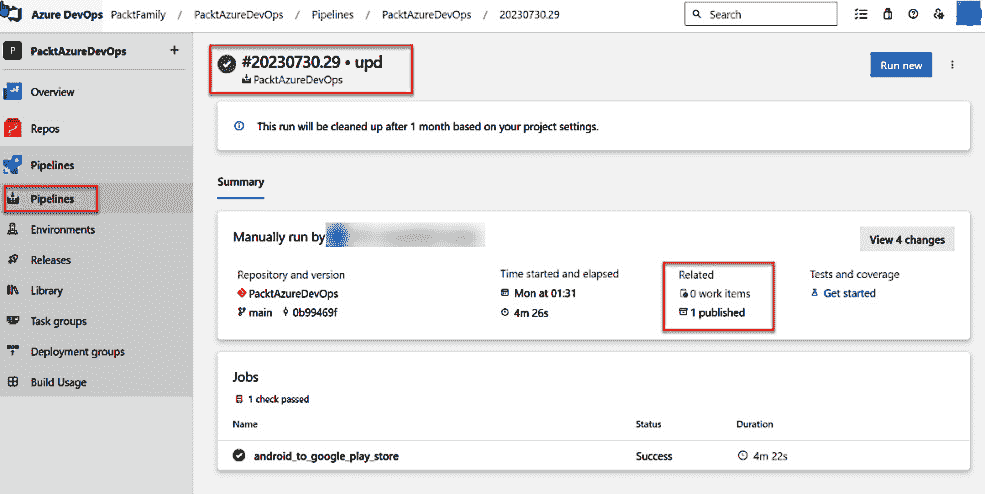 Azure DevOps PacktFamily / PacktAzureDevOps / Pipelines / PacktAzureDevOps / 20230730.29
Search
P PacktAzureDevOps +
Overview
Repos
Pipelines
Pipelines
Environments
Releases
Library
Task groups
Deployment groups
Build Usage
#20230730.29 • upd
PacktAzureDevOps
Run new
This run will be cleaned up after 1 month based on your project settings.
Summary
Manually run by
View 4 changes
Repository and version Time started and elapsed Related Tests and coverage
PacktAzureDevOps Mon at 01:31 0 work items Get started
main 0b99469f 4m 26s 1 published
Jobs
1 check passed
Name Status Duration
android_to_google_play_store Success 4m 22s